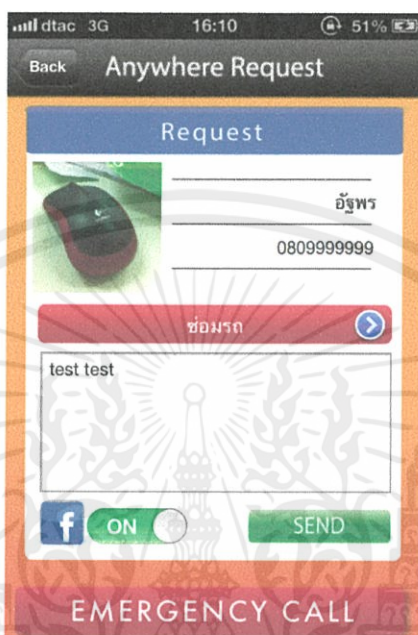 dtac 3G 16:10 51%
Back Anywhere Request
Request
อัฐพร
0809999999
ซ่อมรถ
test test
f ON SEND
EMERGENCY CALL